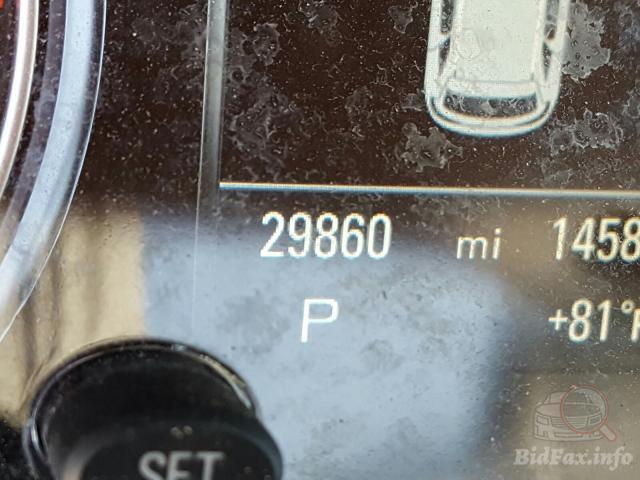 29860 mi 1458
P +81°F
SET
BidFax.info